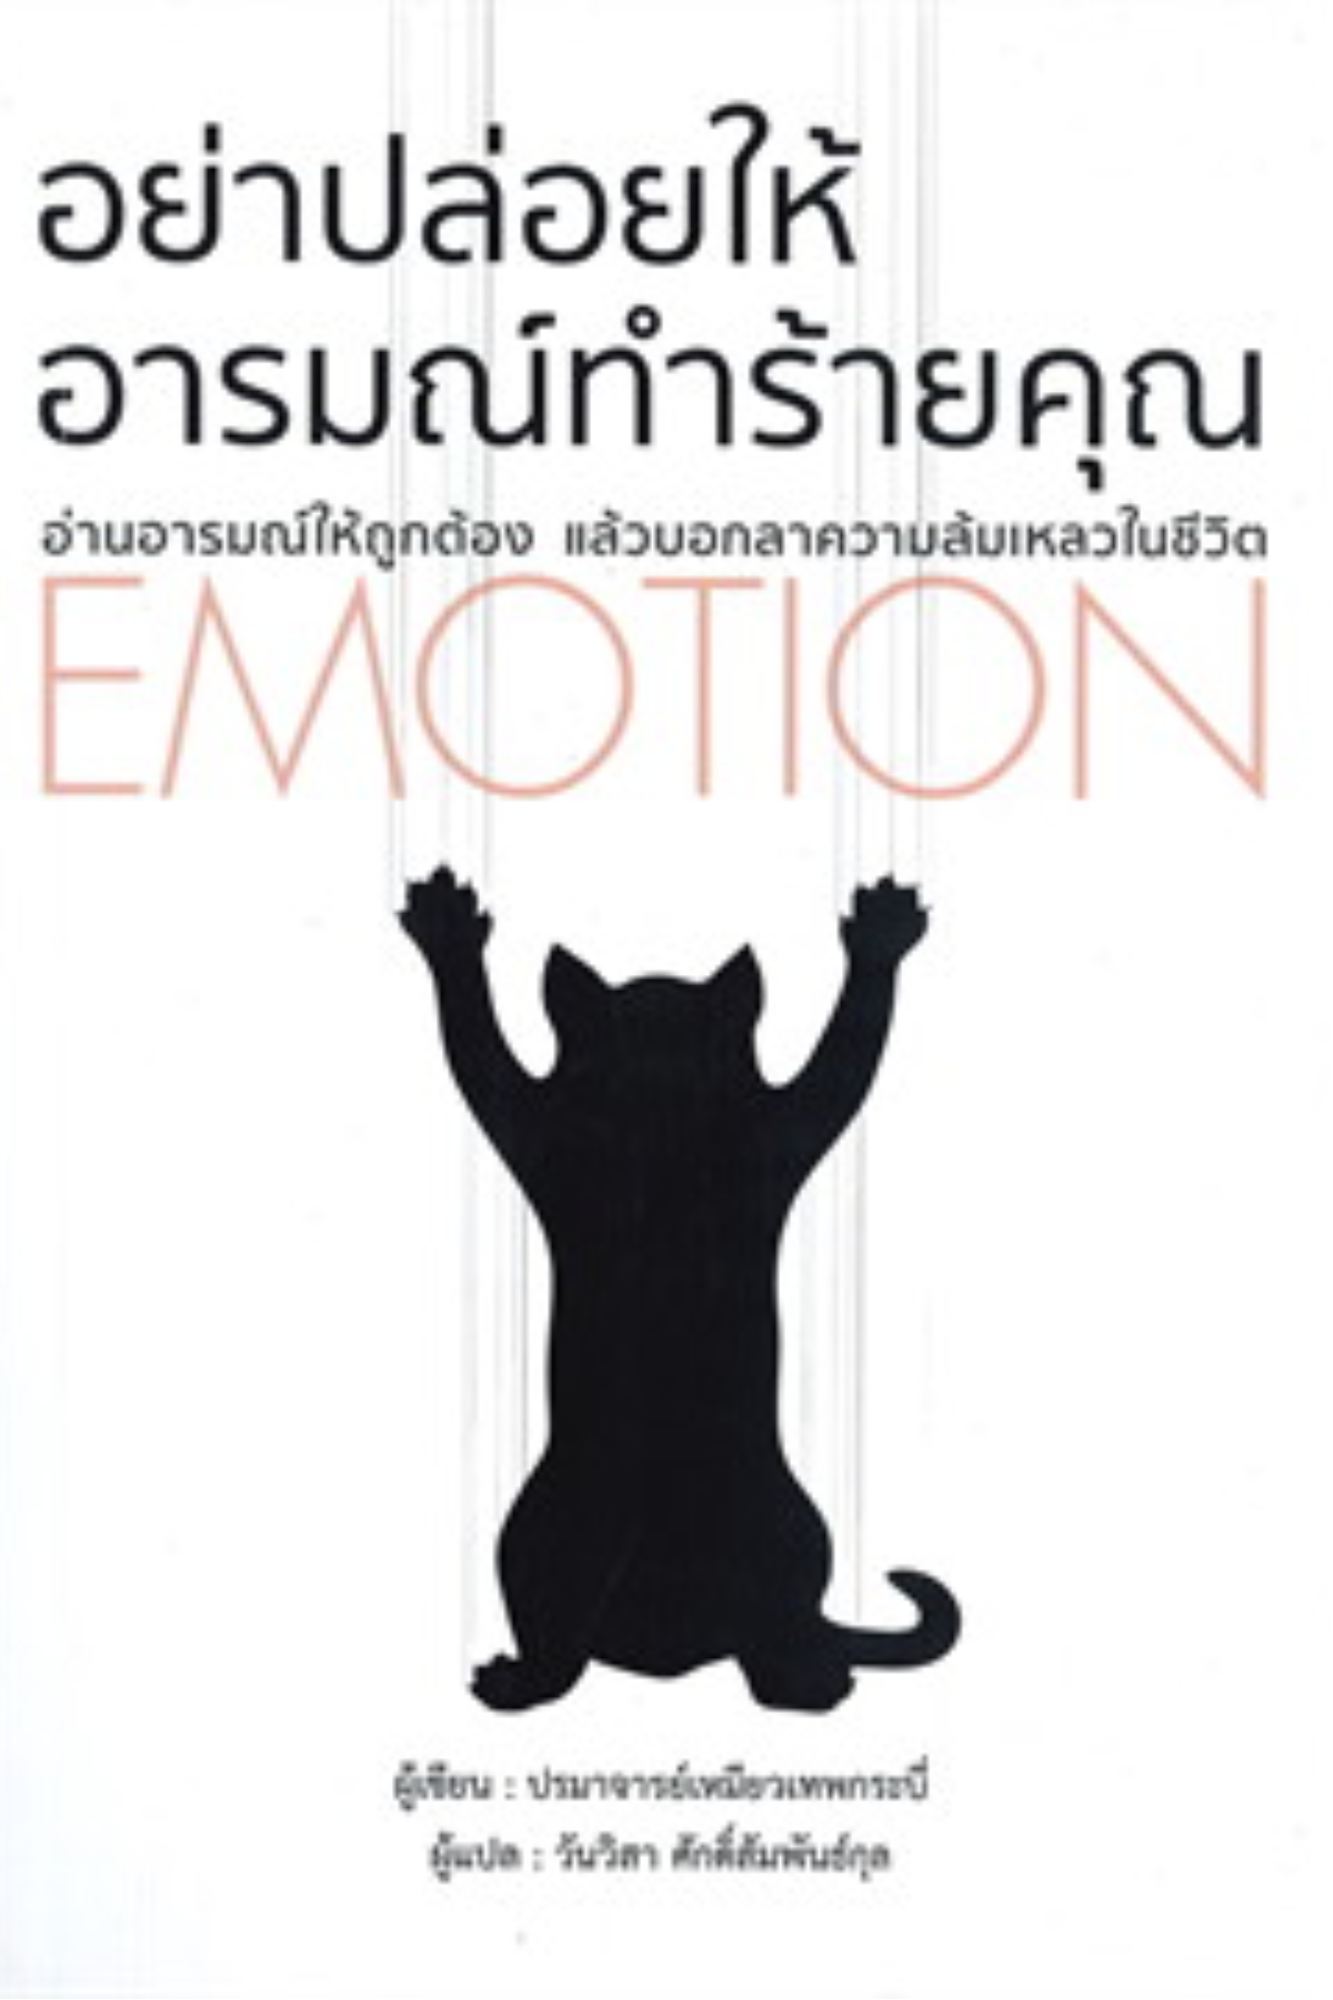 อย่าปล่อยให้
อารมณ์ทำร้ายคุณ
อ่านอารมณ์ให้ถูกต้อง แล้วบอกลาความล้มเหลวในชีวิต
EMOTION
ผู้เขียน : ปรมาจารย์เหมียวเทพกระบี่
ผู้แปล : วันวิสา ศักดิ์สัมพันธ์กุล